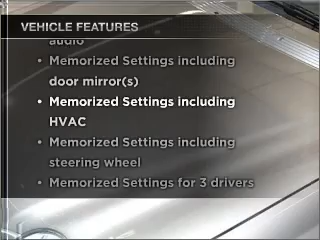 VEHICLE FEATURES
audio
• Memorized Settings including
door mirror(s)
• Memorized Settings including
HVAC
• Memorized Settings including
steering wheel
• Memorized Settings for 3 drivers